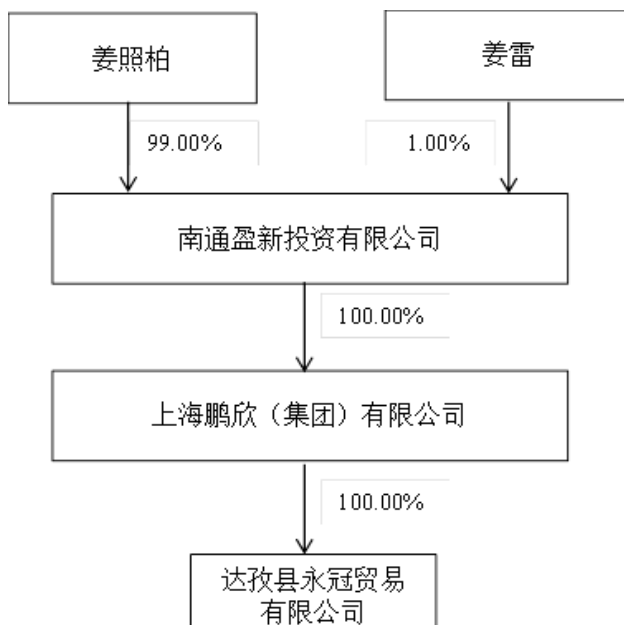 姜照柏
姜雷
99.00%
1.00%
南通盈新投资有限公司
100.00%
上海鹏欣（集团）有限公司
100.00%
达孜县永冠贸易
有限公司